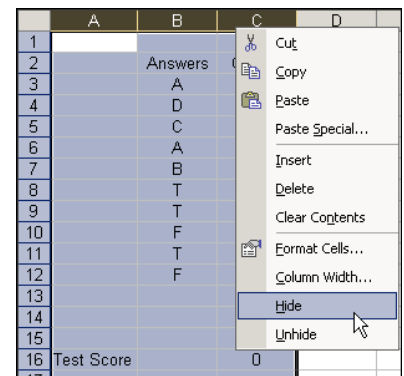 A B C D
1
2 Answers
3 A
4 D
5 C
6 A
7 B
8 T
9 T
10 F
11 T
12 F
13
14
15
16 Test Score 0
Cut
Copy
Paste
Paste Special...
Insert
Delete
Clear Contents
Format Cells...
Column Width...
Hide
Unhide